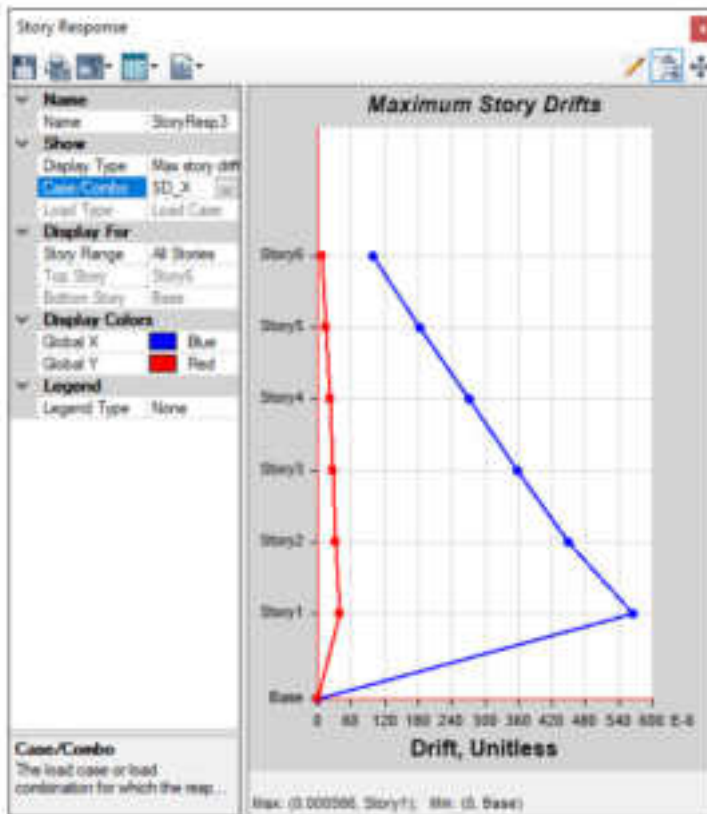 Story Response
Name
Name StoryResp3
Show
Display Type Max story drift
Case/Combo SD_X
Load Type Load Case
Display For
Story Range All Stories
Top Story Story6
Bottom Story Base
Display Colors
Global X Blue
Global Y Red
Legend
Legend Type None
Case/Combo
The load case or load
combination for which the resp...
Maximum Story Drifts
Story6
Story5
Story4
Story3
Story2
Story1
Base
0 60 120 180 240 300 360 420 480 540 600 E-6
Drift, Unitless
Max: (0.000566, Story1); Min: (0, Base)